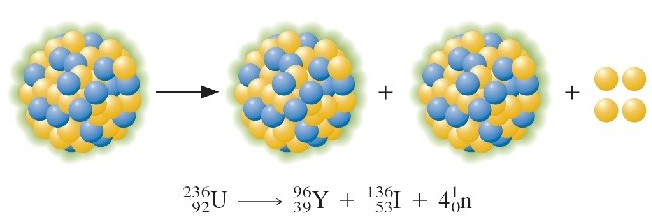 ²³⁶₉₂U ⟶ ⁹⁶₃₉Y + ¹³⁶₅₃I + 4¹₀n